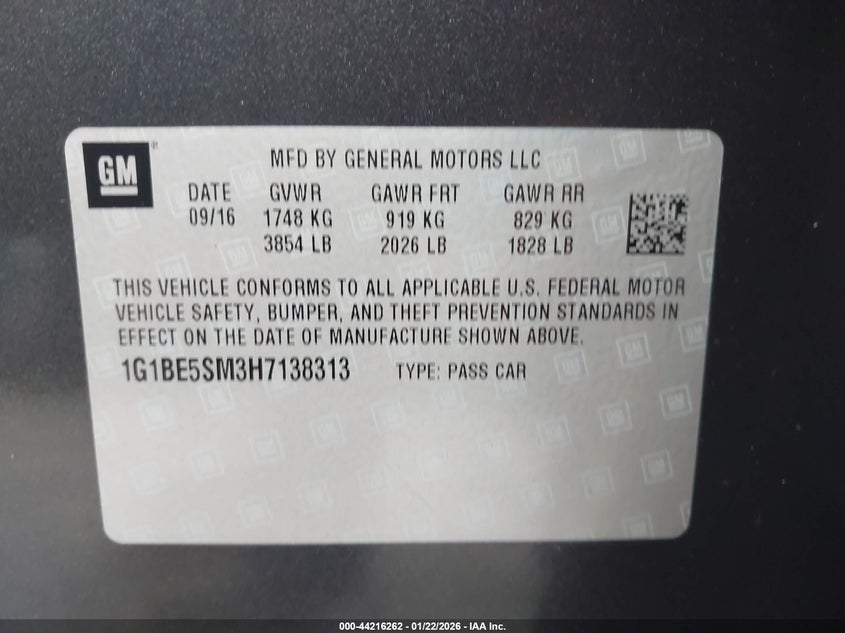 GM
MFD BY GENERAL MOTORS LLC
DATE GVWR GAWR FRT GAWR RR
09/16 1748 KG 919 KG 829 KG
3854 LB 2026 LB 1828 LB
THIS VEHICLE CONFORMS TO ALL APPLICABLE U.S. FEDERAL MOTOR
VEHICLE SAFETY, BUMPER, AND THEFT PREVENTION STANDARDS IN
EFFECT ON THE DATE OF MANUFACTURE SHOWN ABOVE.
1G1BE5SM3H7138313 TYPE: PASS CAR
000-44216262 - 01/22/2026 - IAA Inc.